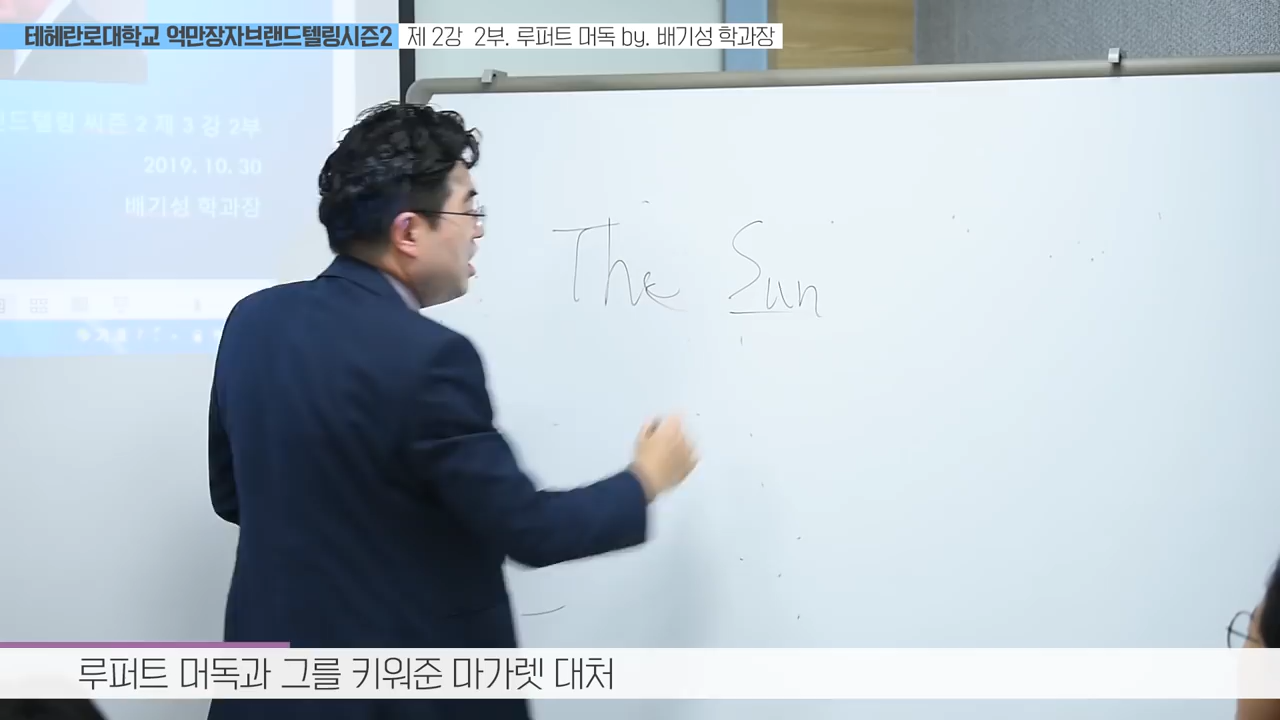 테헤란로대학교 억만장자브랜드텔링시즌2 제 2강 2부. 루퍼트 머독 by. 배기성 학과장
랜드텔링 씨즌 2 제 3 강 2부
2019. 10. 30
배기성 학과장
The Sun
루퍼트 머독과 그를 키워준 마가렛 대처